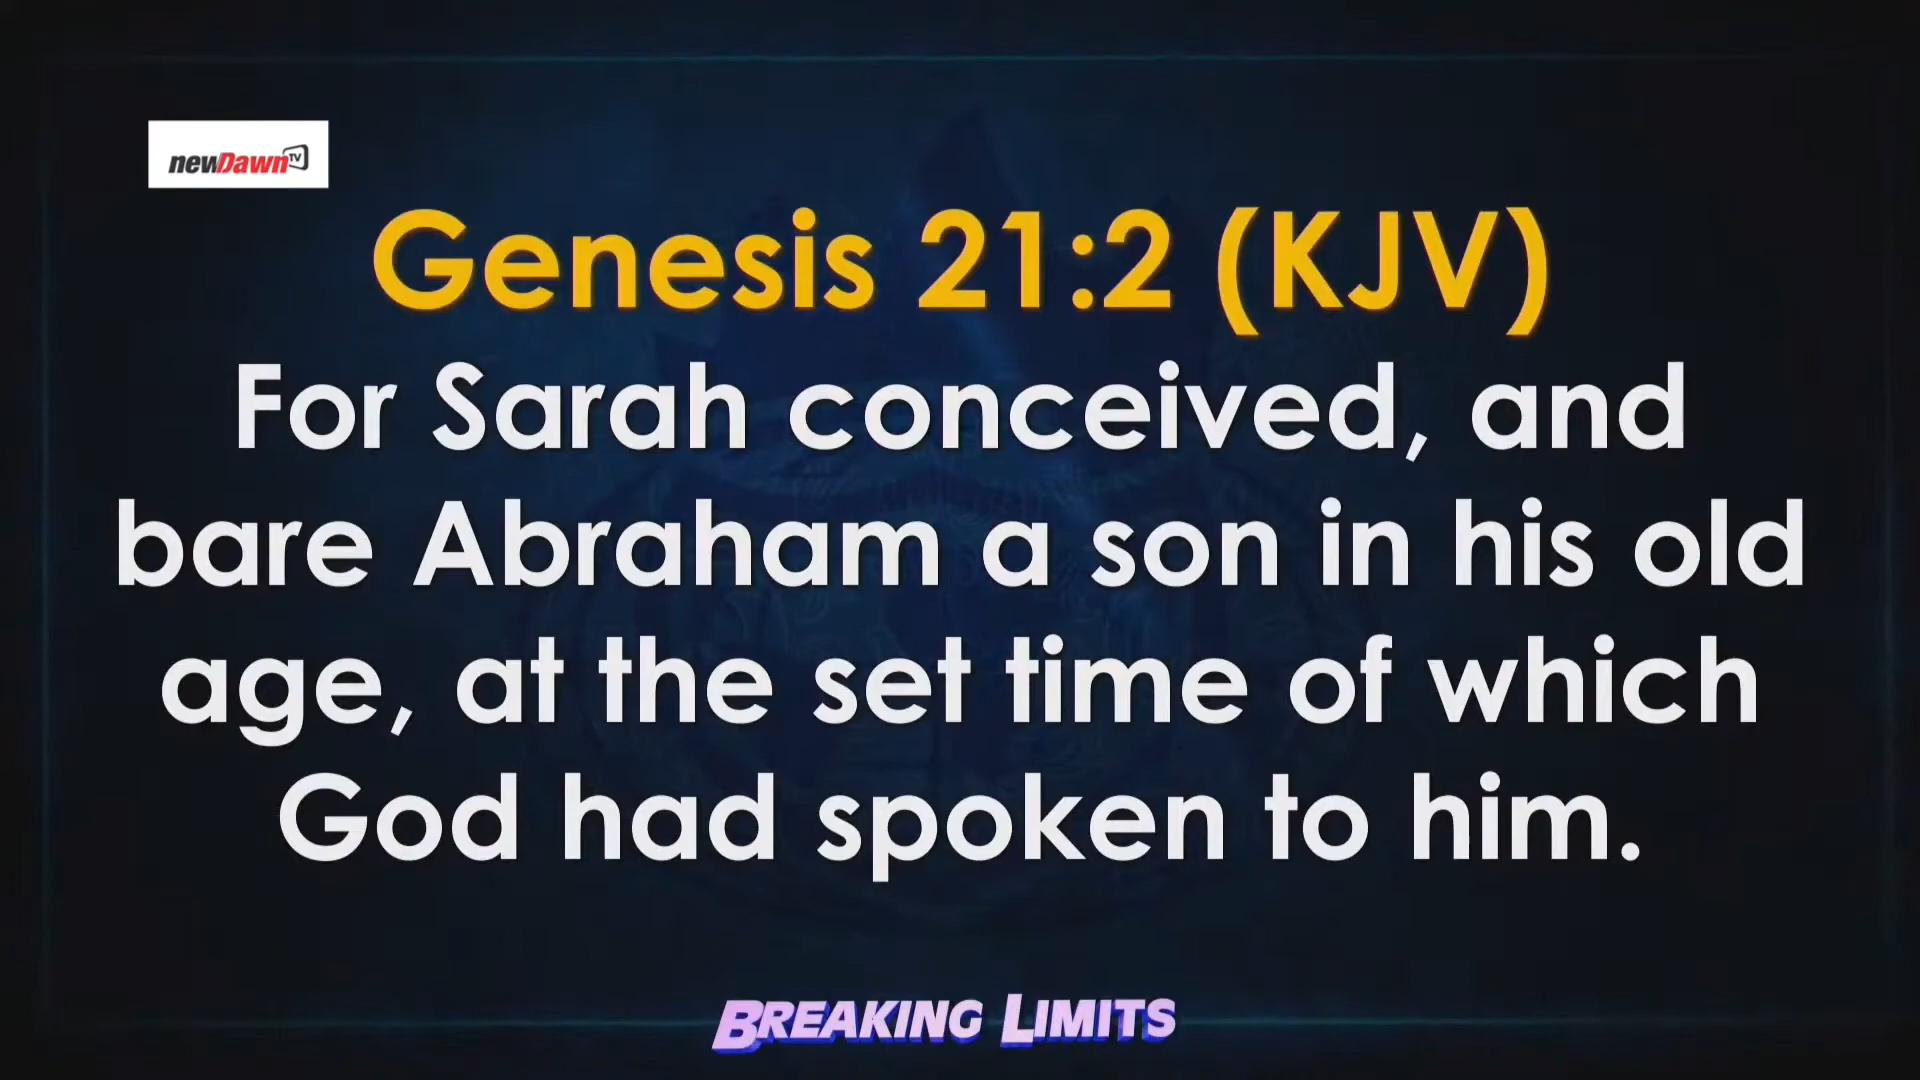 newDawn TV
Genesis 21:2 (KJV)
For Sarah conceived, and
bare Abraham a son in his old
age, at the set time of which
God had spoken to him.
BREAKING LIMITS